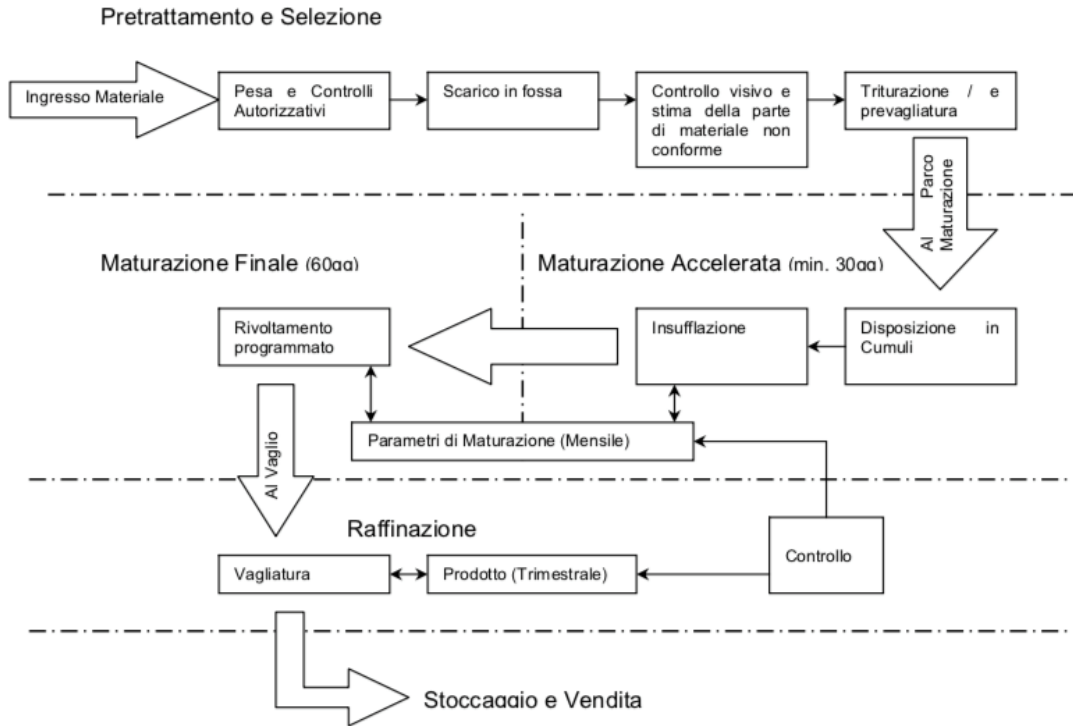 Pretrattamento e Selezione
Ingresso Materiale
Pesa e Controlli
Autorizzativi
Scarico in fossa
Controllo visivo e
stima della parte
di materiale non
conforme
Triturazione / e
prevagliatura
Al Parco
Maturazione
Maturazione Finale (60gg)
Maturazione Accelerata (min. 30gg)
Rivoltamento
programmato
Insufflazione
Disposizione in
Cumuli
Parametri di Maturazione (Mensile)
Al Vaglio
Raffinazione
Vagliatura
Prodotto (Trimestrale)
Controllo
Stoccaggio e Vendita